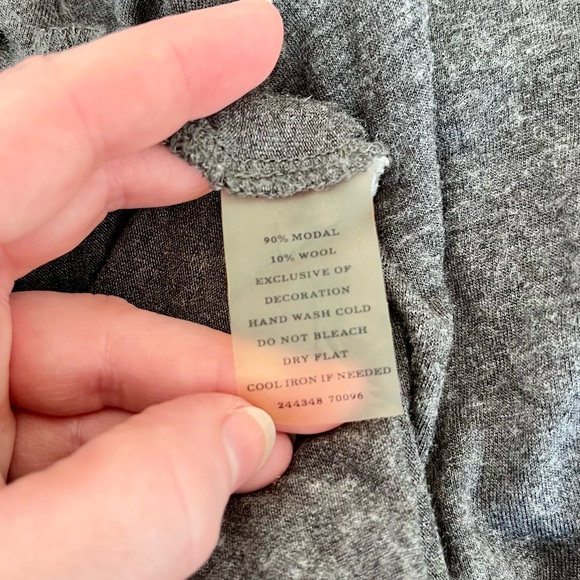 90% MODAL
10% WOOL
EXCLUSIVE OF
DECORATION
HAND WASH COLD
DO NOT BLEACH
DRY FLAT
COOL IRON IF NEEDED
244348 70096